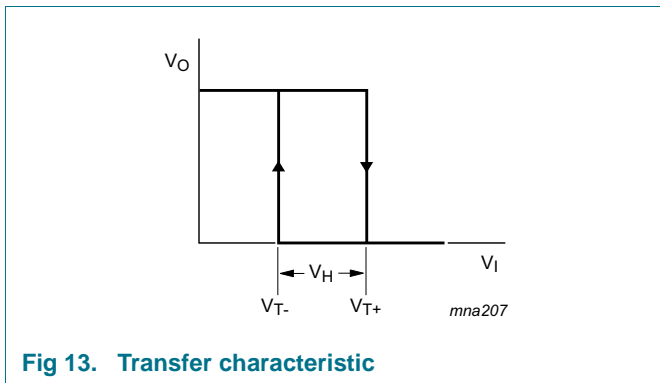 VO
VH
VI
VT-
VT+
mna207
Fig 13. Transfer characteristic